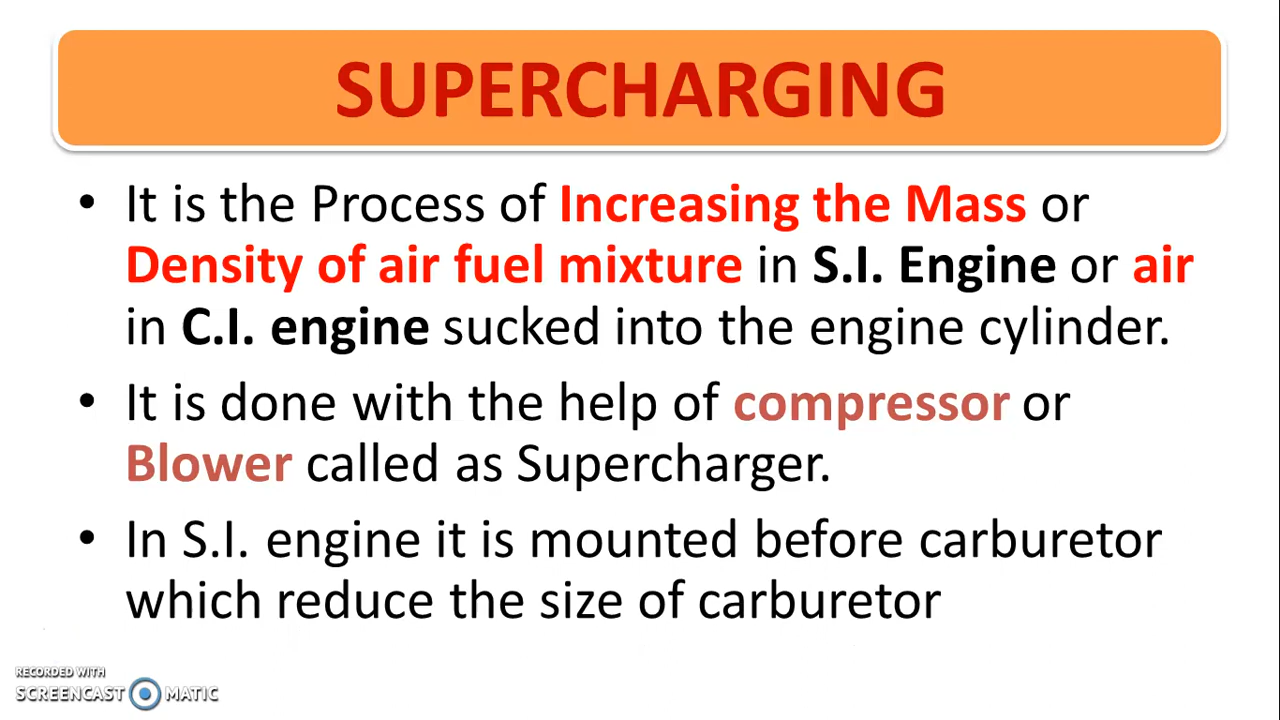 SUPERCHARGING
• It is the Process of Increasing the Mass or
Density of air fuel mixture in S.I. Engine or air
in C.I. engine sucked into the engine cylinder.
• It is done with the help of compressor or
Blower called as Supercharger.
• In S.I. engine it is mounted before carburetor
which reduce the size of carburetor
RECORDED WITH
SCREENCAST MATIC